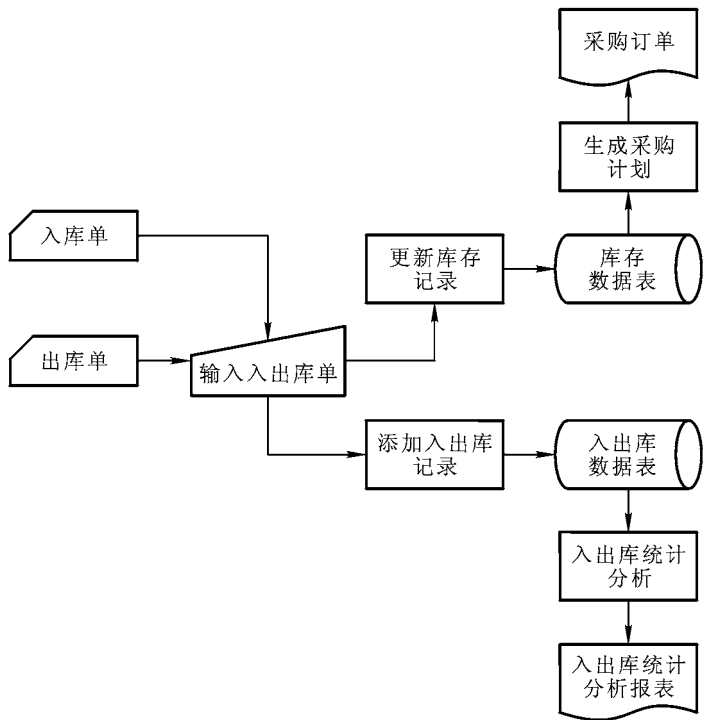 采购订单
生成采购
计划
入库单
更新库存
记录
库存
数据表
出库单
输入入出库单
添加入出库
记录
入出库
数据表
入出库统计
分析
入出库统计
分析报表